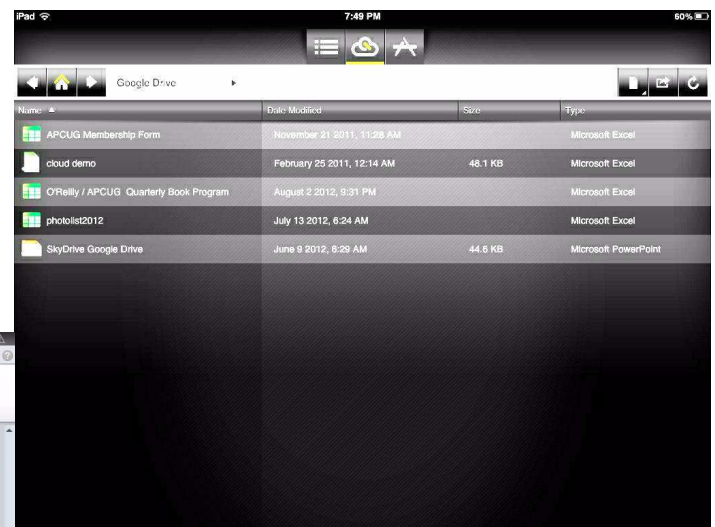 iPad 7:49 PM 60%
Google Drive
Name Date Modified Size Type
APCUG Membership Form November 21 2011, 11:28 AM Microsoft Excel
cloud demo February 25 2011, 12:14 AM 48.1 KB Microsoft Excel
O'Reilly / APCUG Quarterly Book Program August 2 2012, 9:31 PM Microsoft Excel
photolist2012 July 13 2012, 6:24 AM Microsoft Excel
SkyDrive Google Drive June 9 2012, 6:29 AM 44.6 KB Microsoft PowerPoint